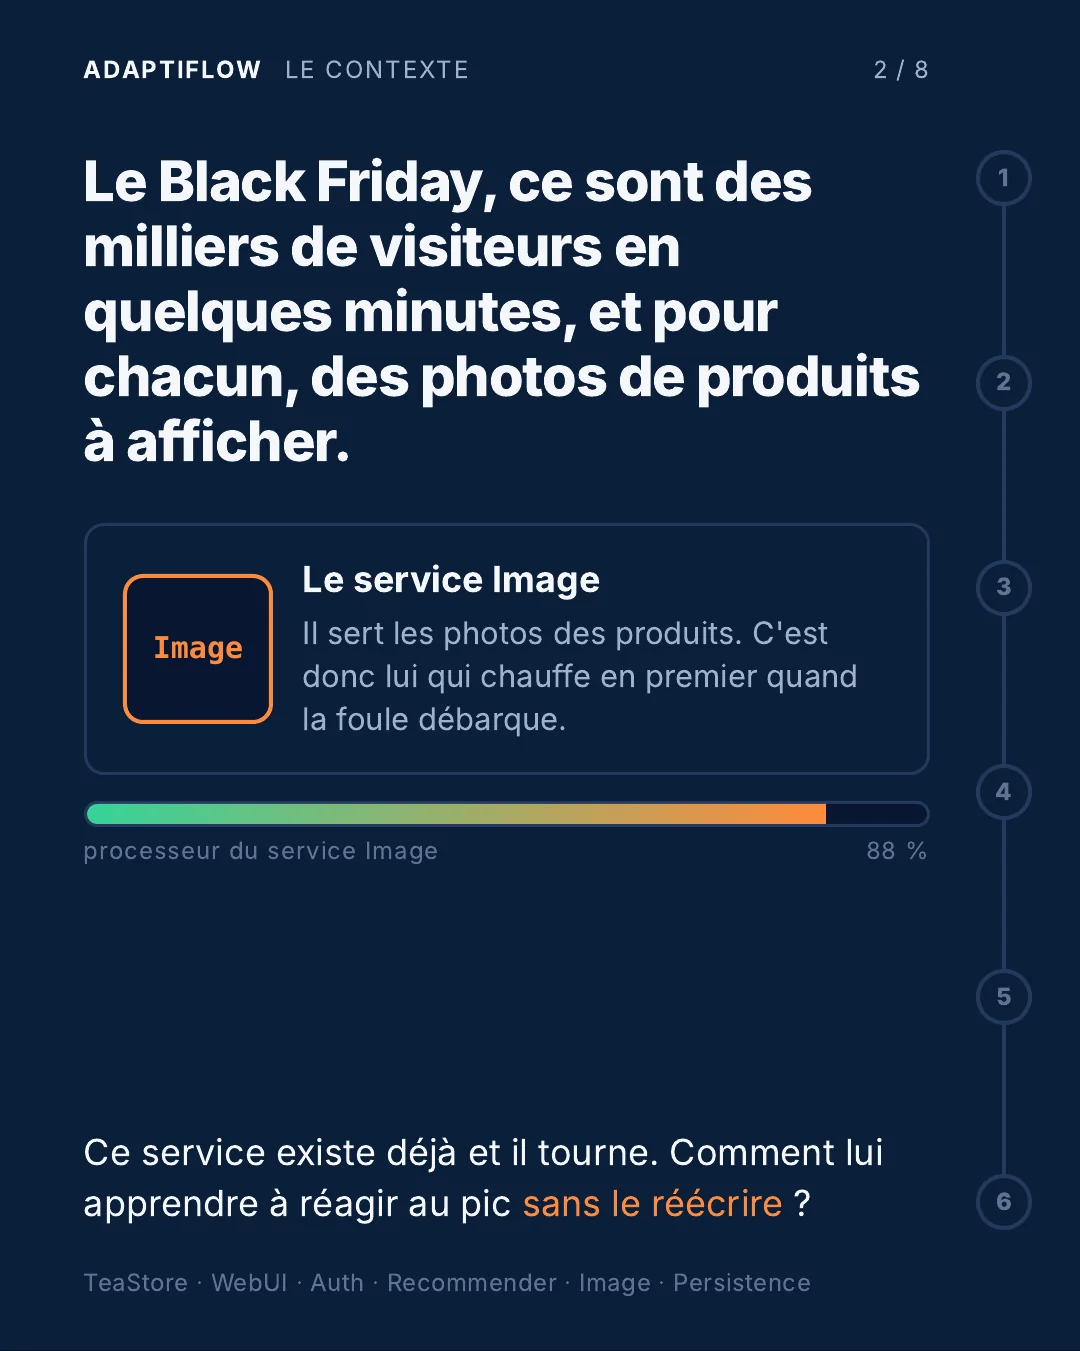 ADAPTIFLOW LE CONTEXTE 2 / 8
Le Black Friday, ce sont des
milliers de visiteurs en
quelques minutes, et pour
chacun, des photos de produits
à afficher.
Image
Le service Image
Il sert les photos des produits. C'est
donc lui qui chauffe en premier quand
la foule débarque.
processeur du service Image 88 %
Ce service existe déjà et il tourne. Comment lui
apprendre à réagir au pic sans le réécrire ?
TeaStore · WebUI · Auth · Recommender · Image · Persistence
1
2
3
4
5
6